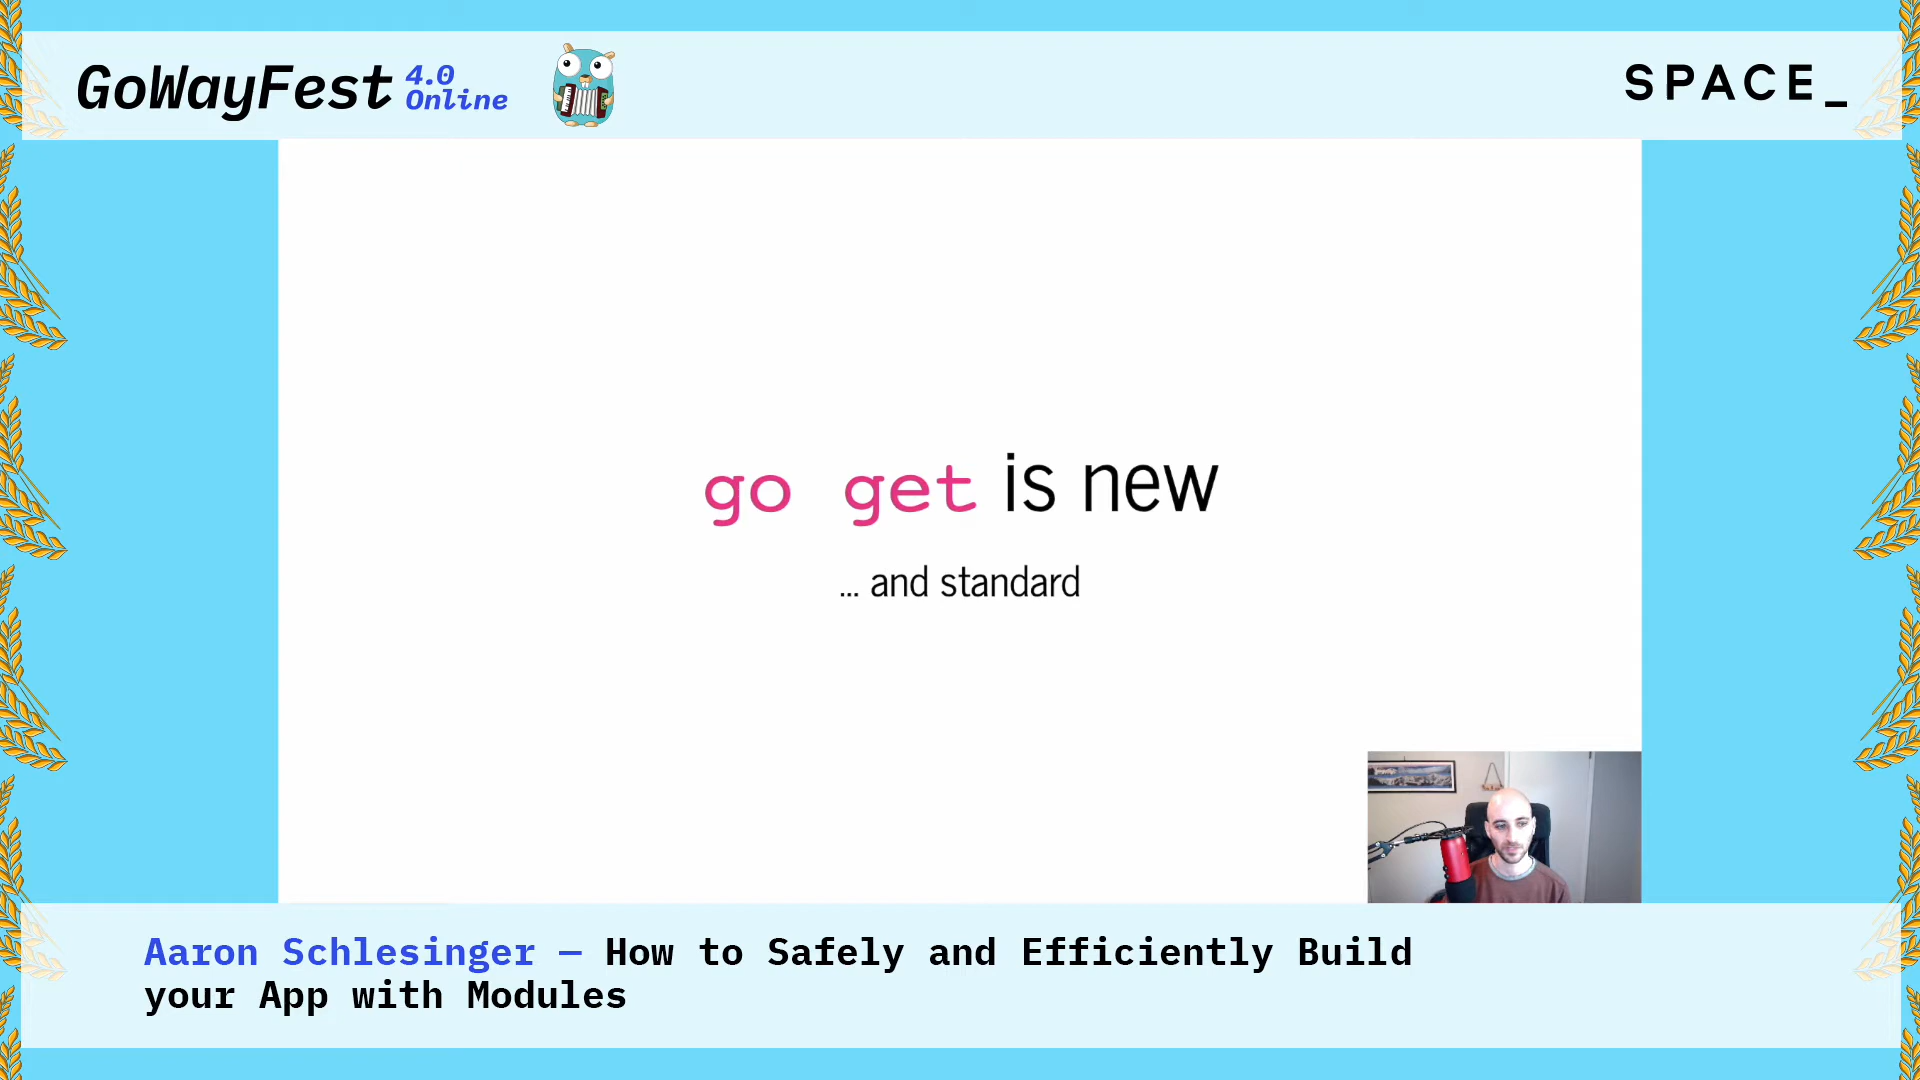 GoWayFest 4.0
Online
SPACE_
go get is new
... and standard
Aaron Schlesinger — How to Safely and Efficiently Build
your App with Modules